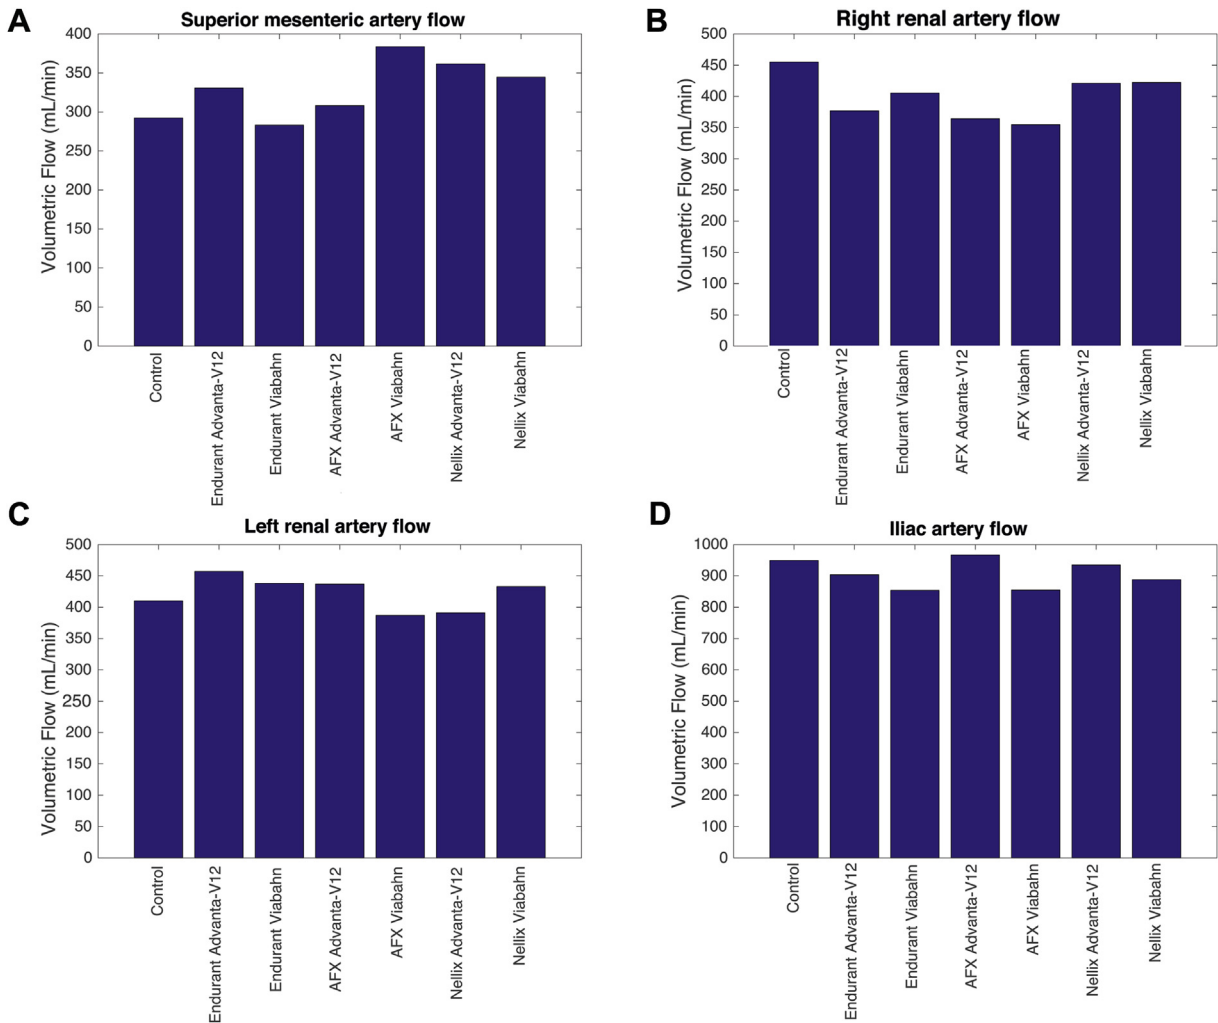 A
Superior mesenteric artery flow
Volumetric Flow (mL/min)
400
350
300
250
200
150
100
50
0
Control
Endurant Advanta-V12
Endurant Viabahn
AFX Advanta-V12
AFX Viabahn
Nellix Advanta-V12
Nellix Viabahn
B
Right renal artery flow
Volumetric Flow (mL/min)
500
450
400
350
300
250
200
150
100
50
0
Control
Endurant Advanta-V12
Endurant Viabahn
AFX Advanta-V12
AFX Viabahn
Nellix Advanta-V12
Nellix Viabahn
C
Left renal artery flow
Volumetric Flow (mL/min)
500
450
400
350
300
250
200
150
100
50
0
Control
Endurant Advanta-V12
Endurant Viabahn
AFX Advanta-V12
AFX Viabahn
Nellix Advanta-V12
Nellix Viabahn
D
Iliac artery flow
Volumetric Flow (mL/min)
1000
900
800
700
600
500
400
300
200
100
0
Control
Endurant Advanta-V12
Endurant Viabahn
AFX Advanta-V12
AFX Viabahn
Nellix Advanta-V12
Nellix Viabahn